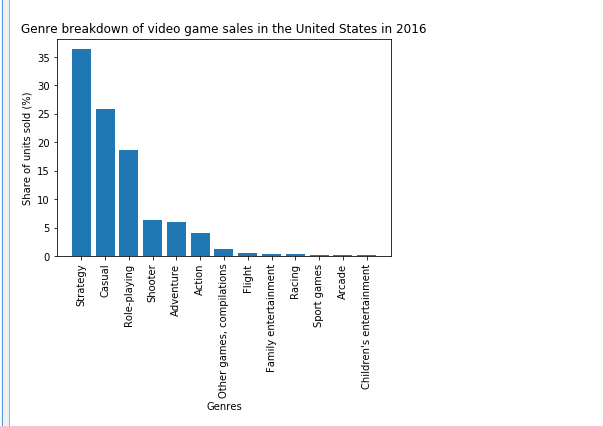 Genre breakdown of video game sales in the United States in 2016
Share of units sold (%)
35
30
25
20
15
10
5
0
Strategy
Casual
Role-playing
Shooter
Adventure
Action
Other games, compilations
Flight
Family entertainment
Racing
Sport games
Arcade
Children's entertainment
Genres